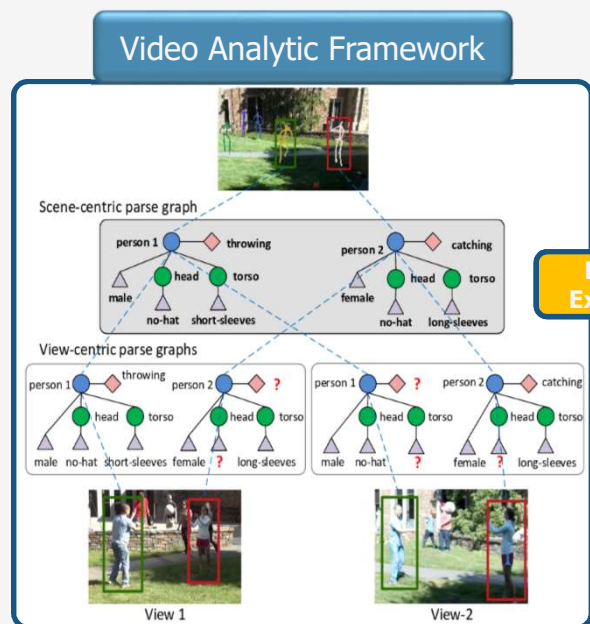 Video Analytic Framework
Scene-centric parse graph
person 1 throwing person 2 catching
head torso head torso
male female
no-hat short-sleeves no-hat long-sleeves
View-centric parse graphs
person 1 throwing person 2 ? person 1 ? person 2 catching
head torso head torso head torso head torso
male no-hat short-sleeves female ? long-sleeves male no-hat ? female ? long-sleeves
View 1 View-2